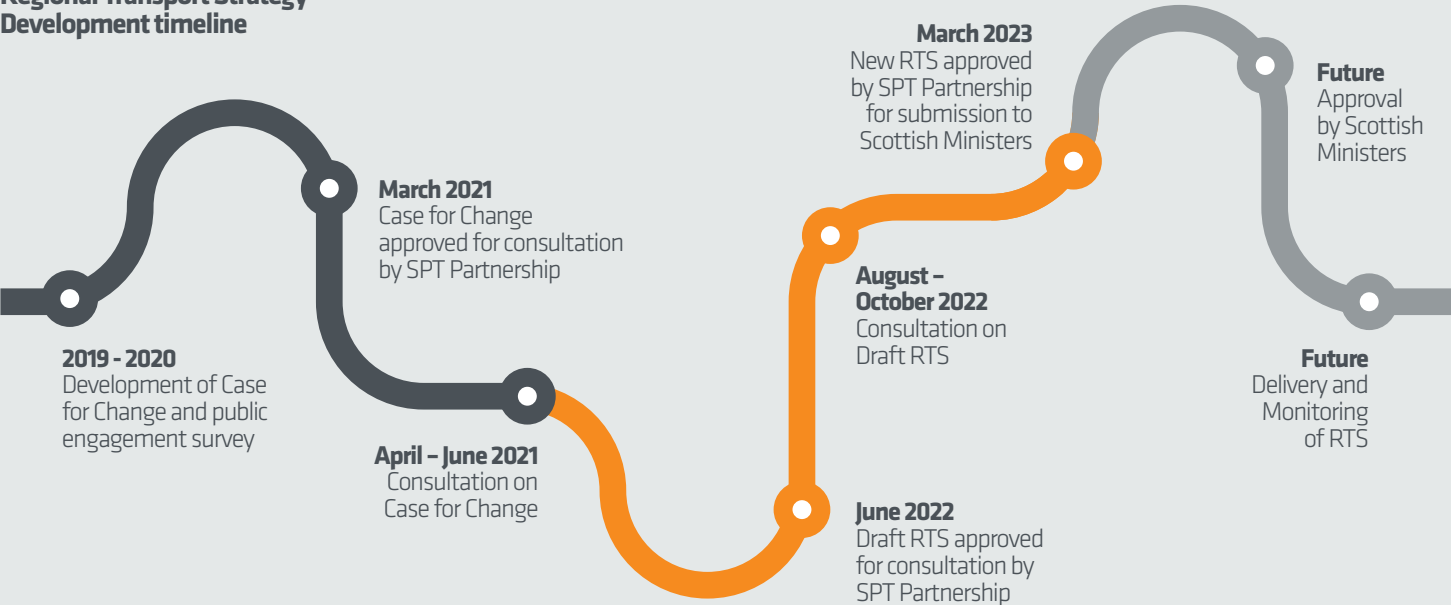 Regional Transport Strategy
Development timeline
2019 - 2020
Development of Case
for Change and public
engagement survey
March 2021
Case for Change
approved for consultation
by SPT Partnership
April – June 2021
Consultation on
Case for Change
June 2022
Draft RTS approved
for consultation by
SPT Partnership
August –
October 2022
Consultation on
Draft RTS
March 2023
New RTS approved
by SPT Partnership
for submission to
Scottish Ministers
Future
Approval
by Scottish
Ministers
Future
Delivery and
Monitoring
of RTS